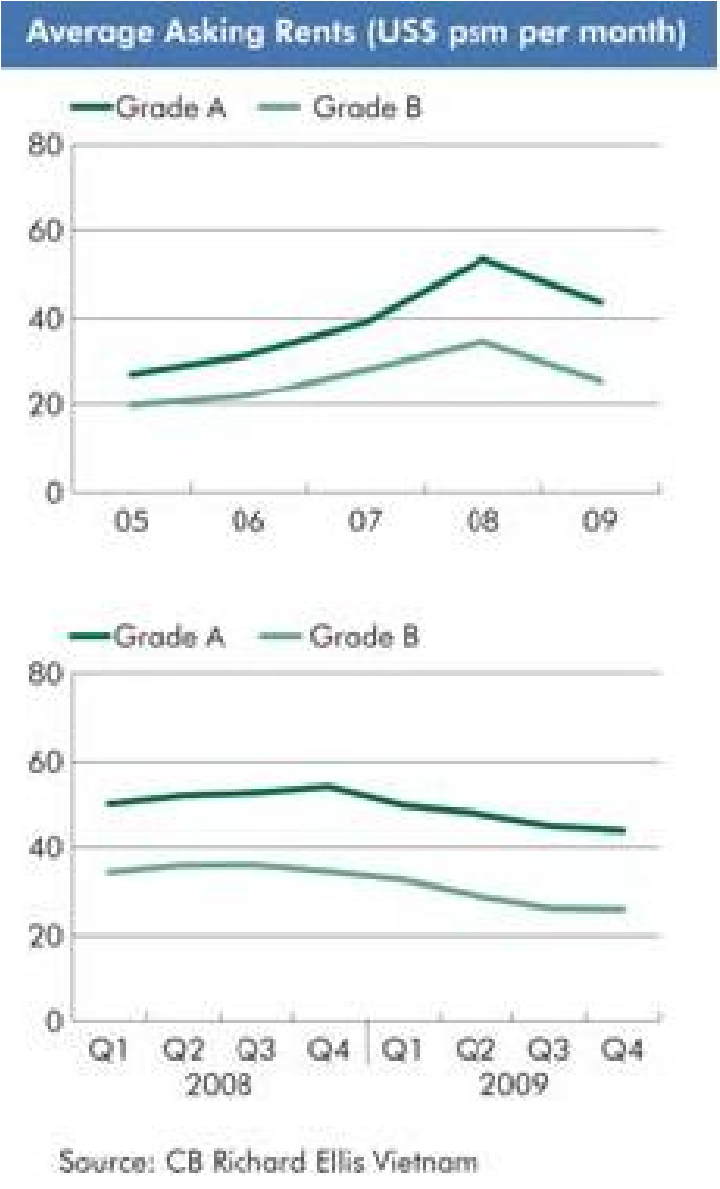 Average Asking Rents (US$ psm per month)
Grade A Grade B
80
60
40
20
0
05 06 07 08 09
Grade A Grade B
80
60
40
20
0
Q1 Q2 Q3 Q4 Q1 Q2 Q3 Q4
2008 2009
Source: CB Richard Ellis Vietnam